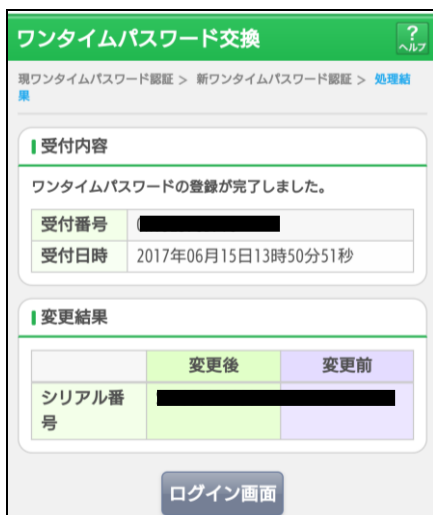 ワンタイムパスワード交換
?
ヘルプ
現ワンタイムパスワード認証 > 新ワンタイムパスワード認証 > 処理結
果
受付内容
ワンタイムパスワードの登録が完了しました。
受付番号
受付日時 2017年06月15日13時50分51秒
変更結果
変更後 変更前
シリアル番
号
ログイン画面